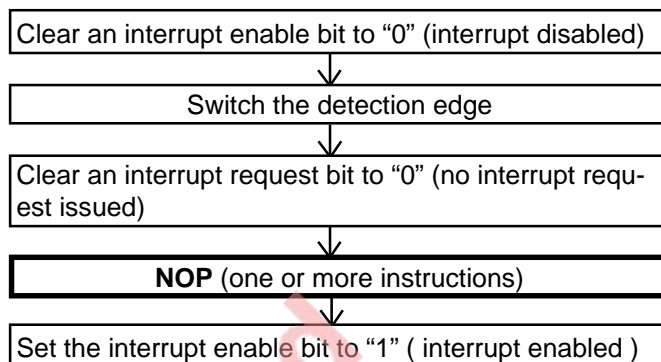 Clear an interrupt enable bit to “0” (interrupt disabled)
Switch the detection edge
Clear an interrupt request bit to “0” (no interrupt requ-
est issued)
NOP (one or more instructions)
Set the interrupt enable bit to “1” ( interrupt enabled )